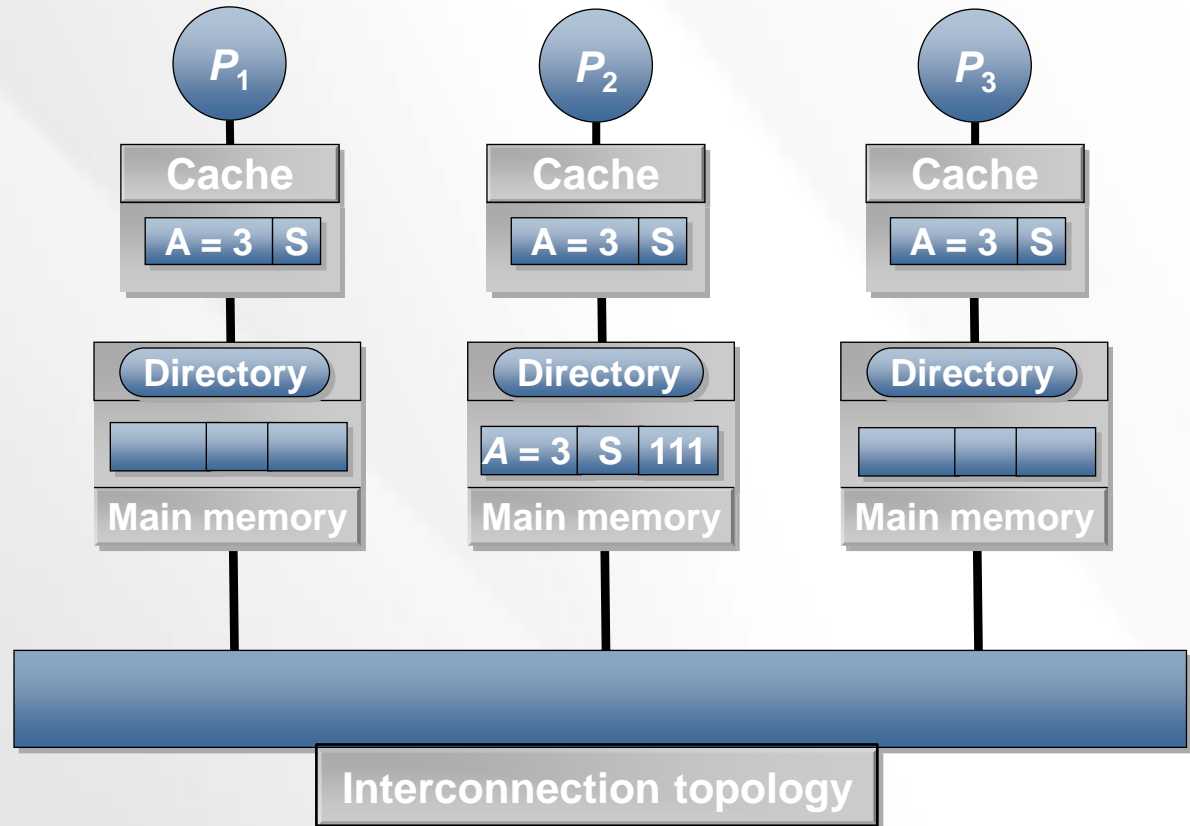 P1 P2 P3
Cache Cache Cache
A = 3 S A = 3 S A = 3 S
Directory Directory Directory
A = 3 S 111
Main memory Main memory Main memory
Interconnection topology